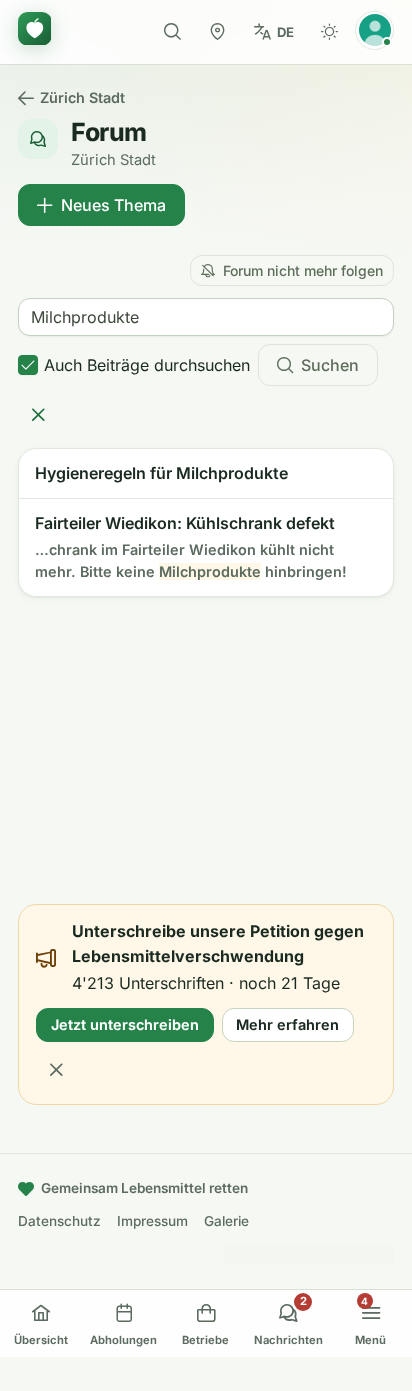 DE
Zürich Stadt
Forum
Zürich Stadt
Neues Thema
Forum nicht mehr folgen
Milchprodukte
Auch Beiträge durchsuchen
Suchen
Hygieneregeln für Milchprodukte
Fairteiler Wiedikon: Kühlschrank defekt
...chrank im Fairteiler Wiedikon kühlt nicht
mehr. Bitte keine Milchprodukte hinbringen!
Unterschreibe unsere Petition gegen
Lebensmittelverschwendung
4'213 Unterschriften · noch 21 Tage
Jetzt unterschreiben
Mehr erfahren
Gemeinsam Lebensmittel retten
Datenschutz Impressum Galerie
2 4
Übersicht Abholungen Betriebe Nachrichten Menü